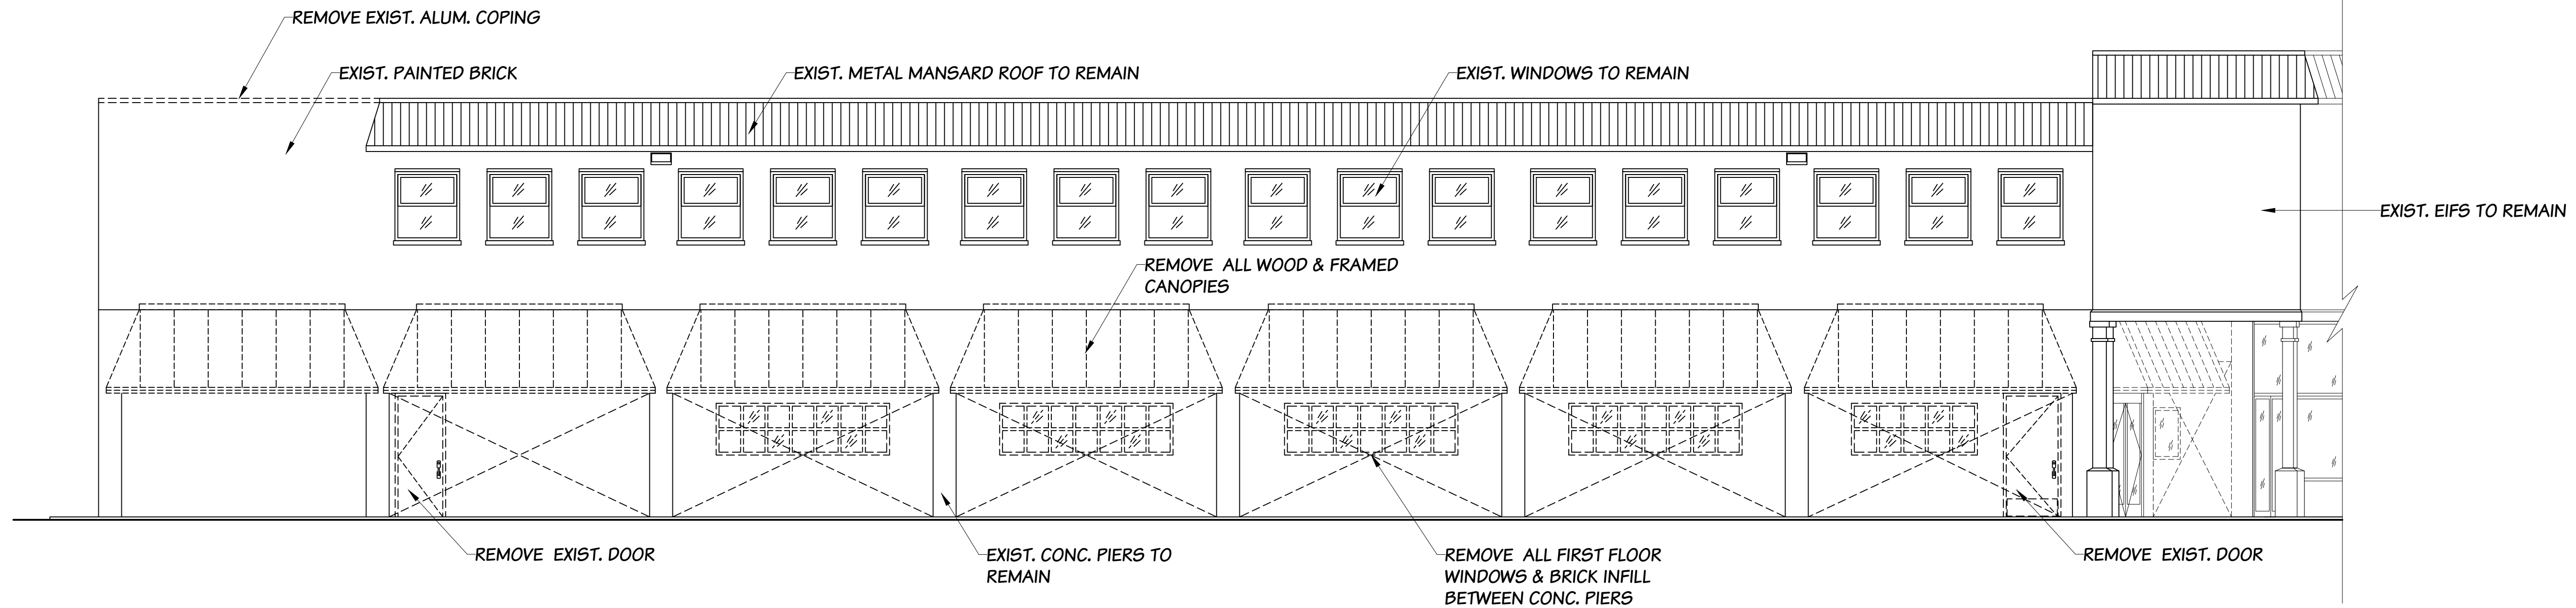 REMOVE EXIST. ALUM. COPING
EXIST. PAINTED BRICK
EXIST. METAL MANSARD ROOF TO REMAIN
EXIST. WINDOWS TO REMAIN
EXIST. EIFS TO REMAIN
REMOVE ALL WOOD & FRAMED
CANOPIES
REMOVE EXIST. DOOR
EXIST. CONC. PIERS TO
REMAIN
REMOVE ALL FIRST FLOOR
WINDOWS & BRICK INFILL
BETWEEN CONC. PIERS
REMOVE EXIST. DOOR